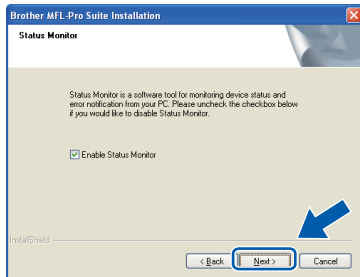 Brother MFL-Pro Suite Installation
Status Monitor
Status Monitor is a software tool for monitoring device status and
error notification from your PC. Please uncheck the checkbox below
if you would like to disable Status Monitor.
Enable Status Monitor
InstallShield
< Back
Next >
Cancel